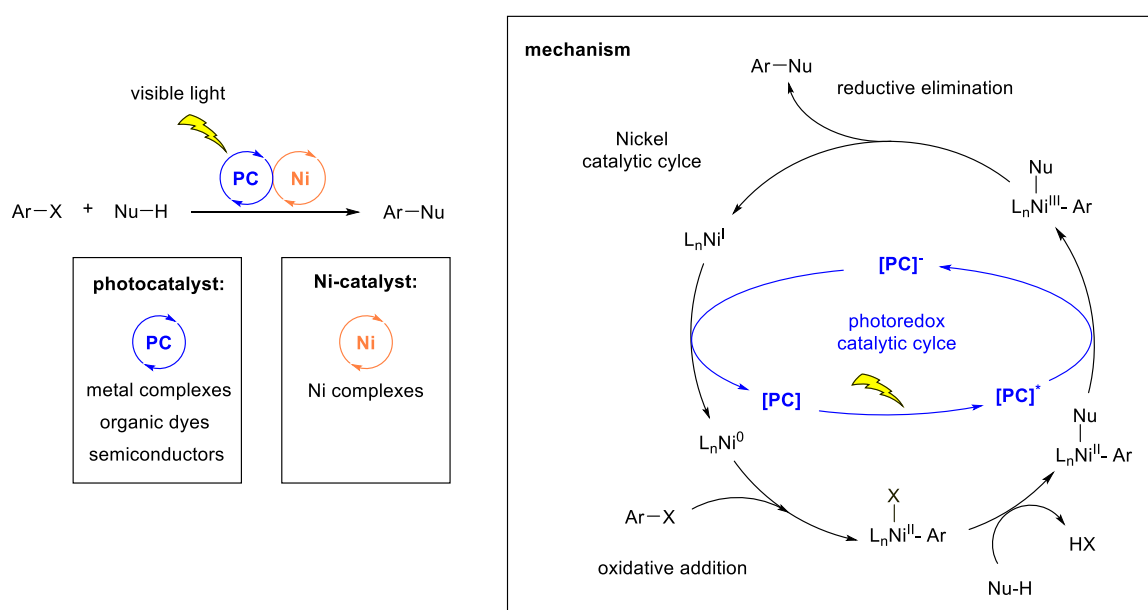 visible light
PC
Ni
Ar–X + Nu–H
Ar–Nu
photocatalyst:
PC
metal complexes
organic dyes
semiconductors
Ni-catalyst:
Ni
Ni complexes
mechanism
Ar–Nu
reductive elimination
Nickel
catalytic cylce
Nu
LₙNiᴵᴵᴵ- Ar
LₙNiᴵ
[PC]⁻
photoredox
catalytic cylce
[PC]
[PC]*
Nu
LₙNiᴵᴵ– Ar
LₙNi⁰
X
LₙNiᴵᴵ- Ar
Ar–X
HX
oxidative addition
Nu-H